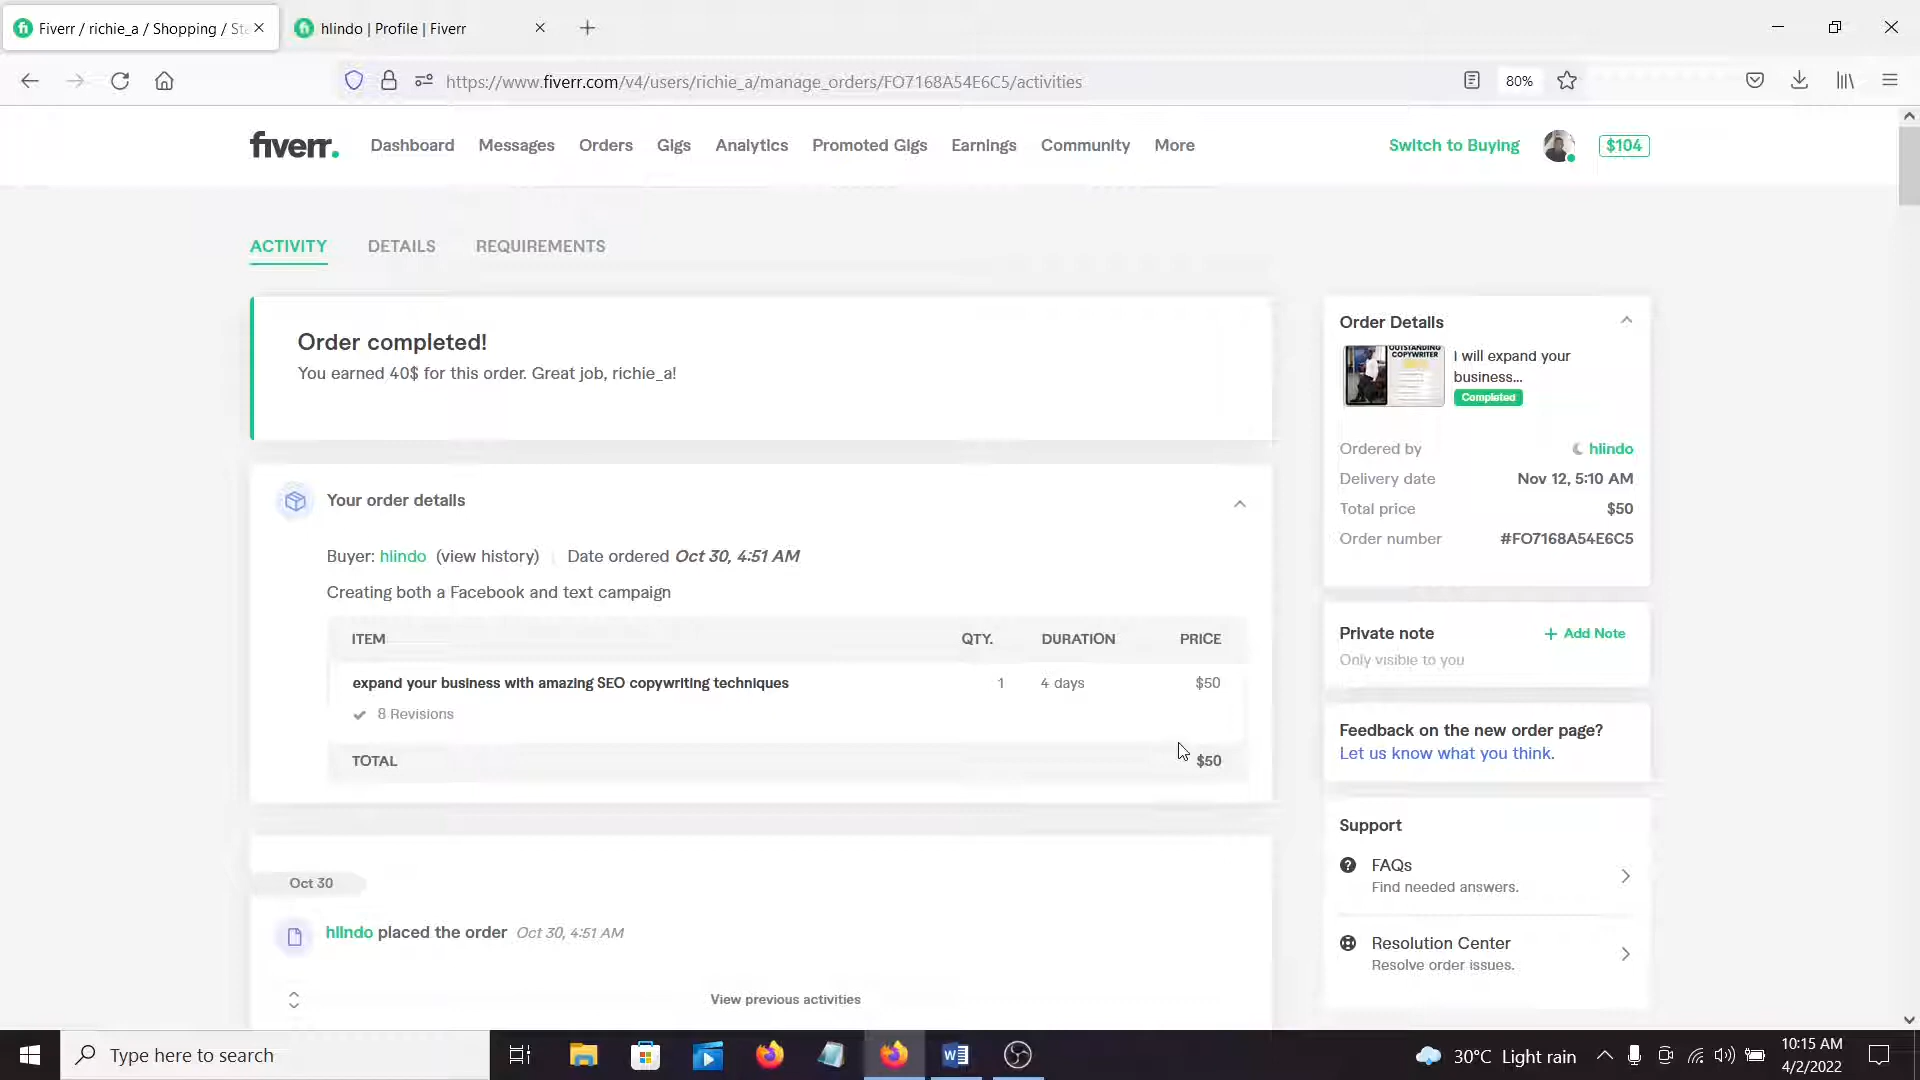 Fiverr / richie_a / Shopping / Sta
hlindo | Profile | Fiverr
https://www.fiverr.com/v4/users/richie_a/manage_orders/FO7168A54E6C5/activities
80%
fiverr.
Dashboard
Messages
Orders
Gigs
Analytics
Promoted Gigs
Earnings
Community
More
Switch to Buying
$104
ACTIVITY
DETAILS
REQUIREMENTS
Order completed!
You earned 40$ for this order. Great job, richie_a!
Your order details
Buyer: hlindo (view history) Date ordered Oct 30, 4:51 AM
Creating both a Facebook and text campaign
ITEM QTY. DURATION PRICE
expand your business with amazing SEO copywriting techniques 1 4 days $50
8 Revisions
TOTAL $50
Oct 30
hlindo placed the order Oct 30, 4:51 AM
View previous activities
Order Details
OUTSTANDING
COPYWRITER
I will expand your
business...
Completed
Ordered by hlindo
Delivery date Nov 12, 5:10 AM
Total price $50
Order number #FO7168A54E6C5
Private note + Add Note
Only visible to you
Feedback on the new order page?
Let us know what you think.
Support
FAQs
Find needed answers.
Resolution Center
Resolve order issues.
Type here to search
30°C Light rain
10:15 AM
4/2/2022